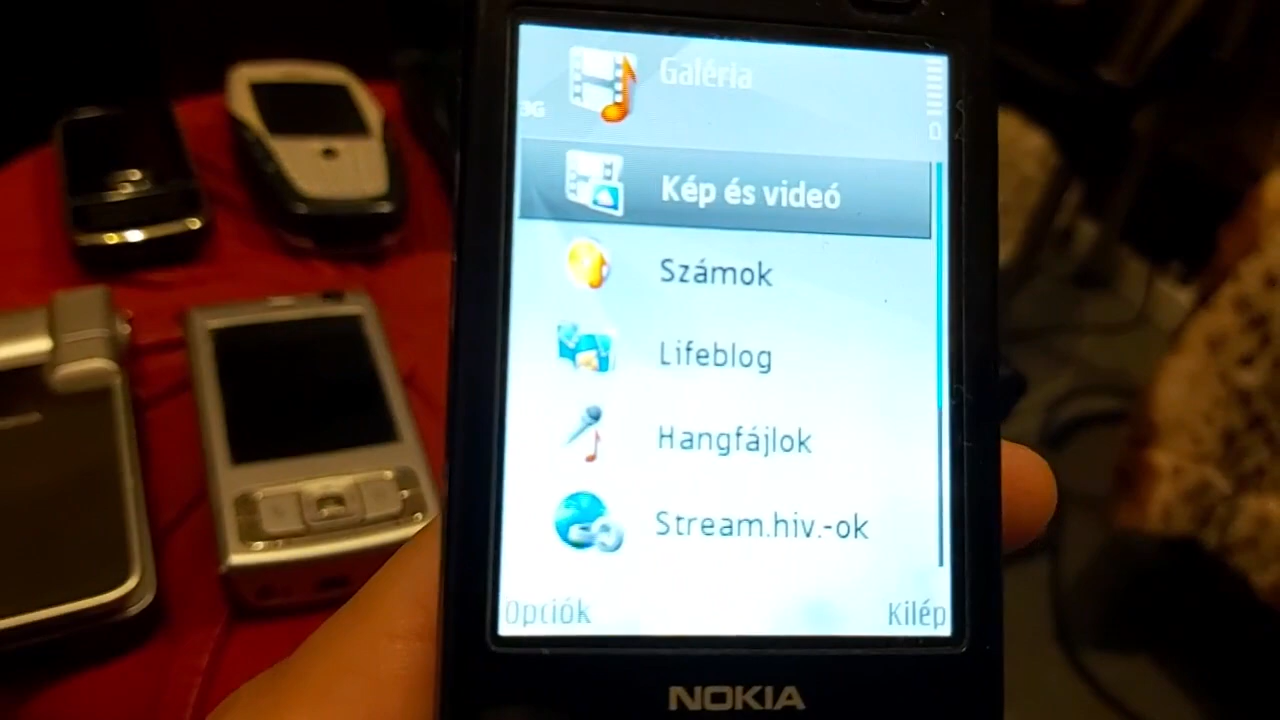 Galéria
3G
Kép és videó
Számok
Lifeblog
Hangfájlok
Stream.hiv.-ok
Opciók
Kilép
NOKIA